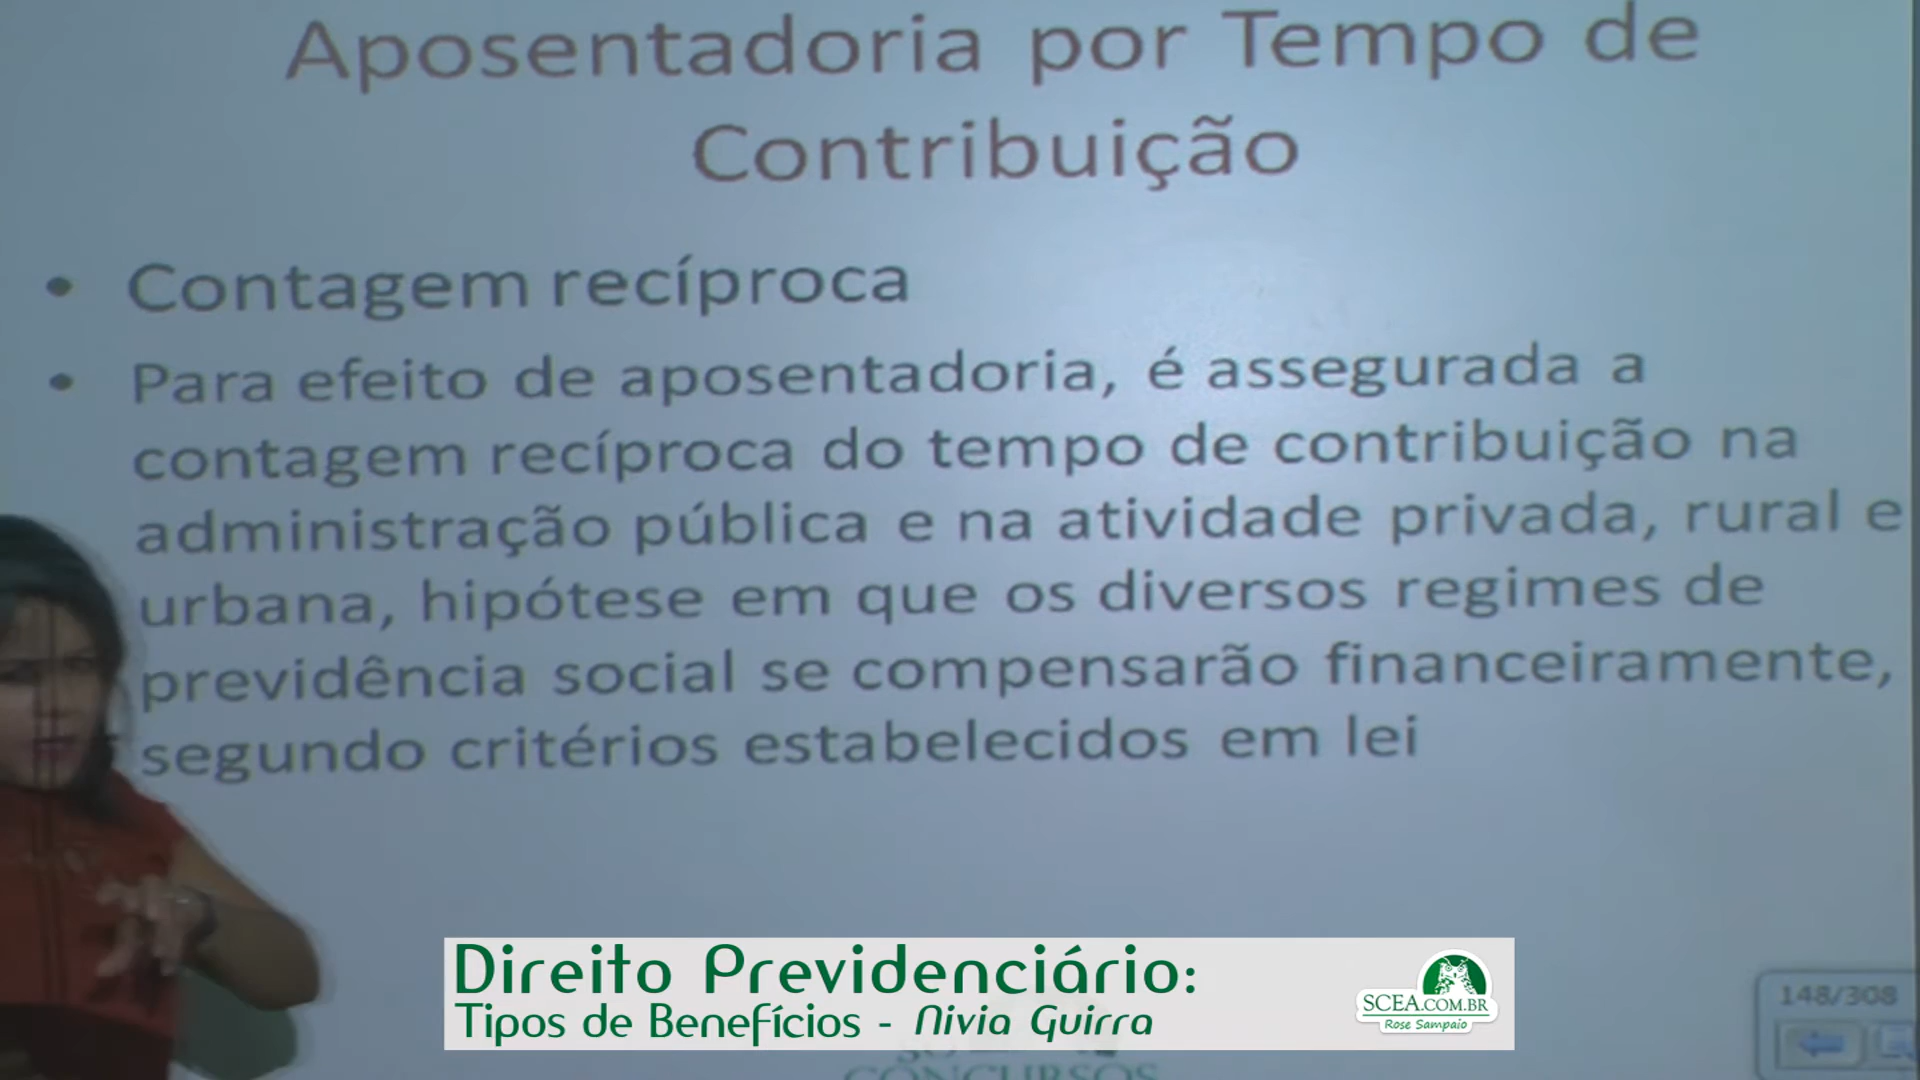 Aposentadoria por Tempo de
Contribuição
• Contagem recíproca
• Para efeito de aposentadoria, é assegurada a
contagem recíproca do tempo de contribuição na
administração pública e na atividade privada, rural e
urbana, hipótese em que os diversos regimes de
previdência social se compensarão financeiramente,
segundo critérios estabelecidos em lei
Direito Previdenciário:
Tipos de Benefícios - Nivia Guirra
SCEA.COM.BR
Rose Sampaio
148/308
CONCURSOS